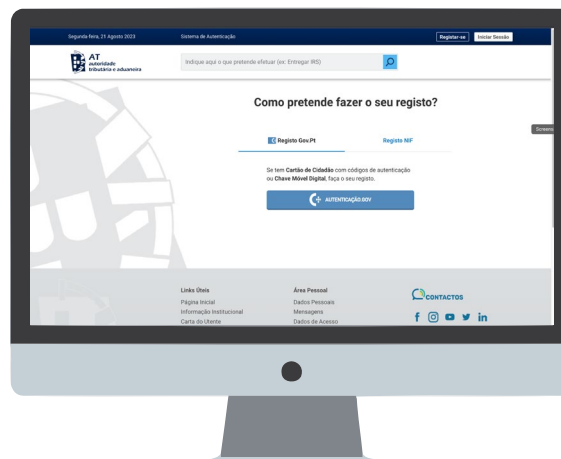 Segunda-feira, 21 Agosto 2023
Sistema de Autenticação
Registar-se
Iniciar Sessão
AT
autoridade
tributária e aduaneira
Indique aqui o que pretende efetuar (ex: Entregar IRS)
Como pretende fazer o seu registo?
Registo Gov.Pt
Registo NIF
Se tem Cartão de Cidadão com códigos de autenticação
ou Chave Móvel Digital, faça o seu registo.
AUTENTICAÇÃO.GOV
Links Úteis
Página Inicial
Informação Institucional
Carta do Utente
Área Pessoal
Dados Pessoais
Mensagens
Dados de Acesso
CONTACTOS